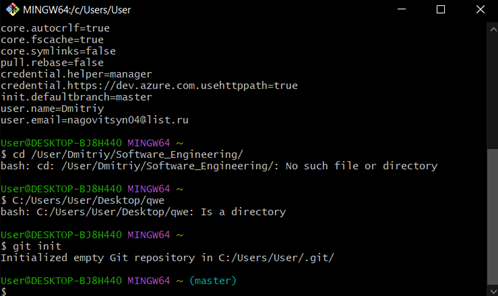 MINGW64:/c/Users/User
core.autocrlf=true
core.fscache=true
core.symlinks=false
pull.rebase=false
credential.helper=manager
credential.https://dev.azure.com.usehttppath=true
init.defaultbranch=master
user.name=Dmitriy
user.email=nagovitsyn04@list.ru
User@DESKTOP-BJ8H44O MINGW64 ~
$ cd /User/Dmitriy/Software_Engineering/
bash: cd: /User/Dmitriy/Software_Engineering/: No such file or directory
User@DESKTOP-BJ8H44O MINGW64 ~
$ C:/Users/User/Desktop/qwe
bash: C:/Users/User/Desktop/qwe: Is a directory
User@DESKTOP-BJ8H44O MINGW64 ~
$ git init
Initialized empty Git repository in C:/Users/User/.git/
User@DESKTOP-BJ8H44O MINGW64 ~ (master)
$